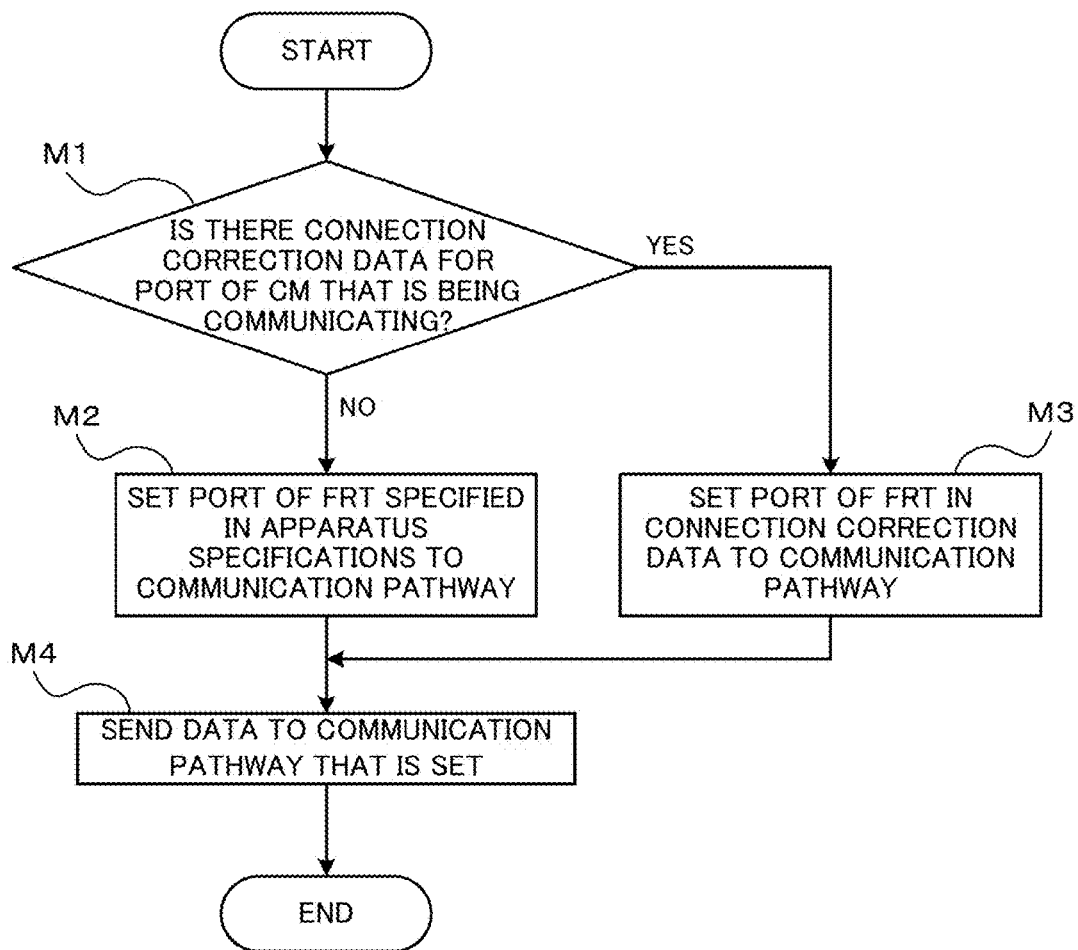 START
M1
IS THERE CONNECTION
CORRECTION DATA FOR
PORT OF CM THAT IS BEING
COMMUNICATING?
YES
NO
M2
SET PORT OF FRT SPECIFIED
IN APPARATUS
SPECIFICATIONS TO
COMMUNICATION PATHWAY
M3
SET PORT OF FRT IN
CONNECTION CORRECTION
DATA TO COMMUNICATION
PATHWAY
M4
SEND DATA TO COMMUNICATION
PATHWAY THAT IS SET
END